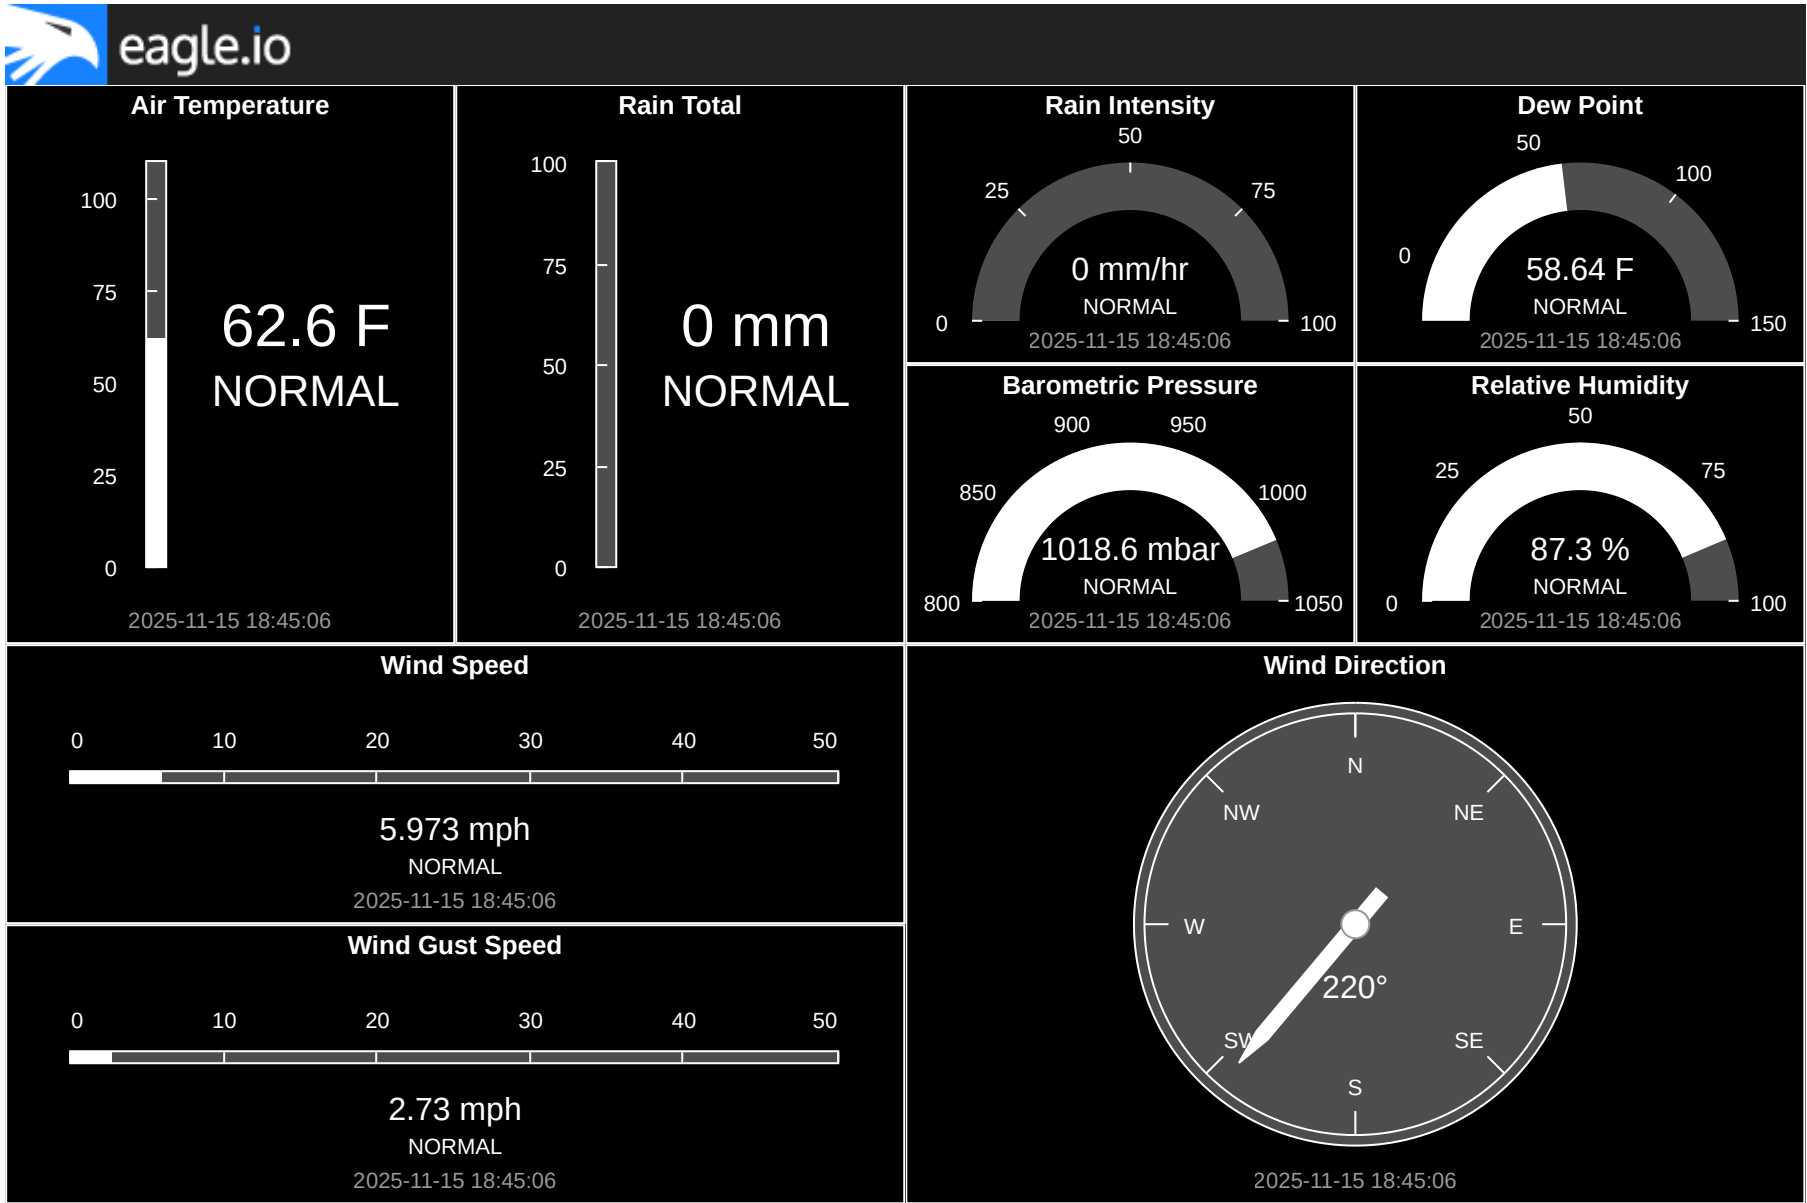 eagle.io
Air Temperature
100
75
50
25
0
62.6 F
NORMAL
2025-11-15 18:45:06
Rain Total
100
75
50
25
0
0 mm
NORMAL
2025-11-15 18:45:06
Rain Intensity
50
25 75
0 100
0 mm/hr
NORMAL
2025-11-15 18:45:06
Dew Point
50
100
0
150
58.64 F
NORMAL
2025-11-15 18:45:06
Barometric Pressure
900 950
850 1000
800 1050
1018.6 mbar
NORMAL
2025-11-15 18:45:06
Relative Humidity
50
25 75
0 100
87.3 %
NORMAL
2025-11-15 18:45:06
Wind Speed
0 10 20 30 40 50
5.973 mph
NORMAL
2025-11-15 18:45:06
Wind Gust Speed
0 10 20 30 40 50
2.73 mph
NORMAL
2025-11-15 18:45:06
Wind Direction
N
NW NE
W E
220°
SW SE
S
2025-11-15 18:45:06